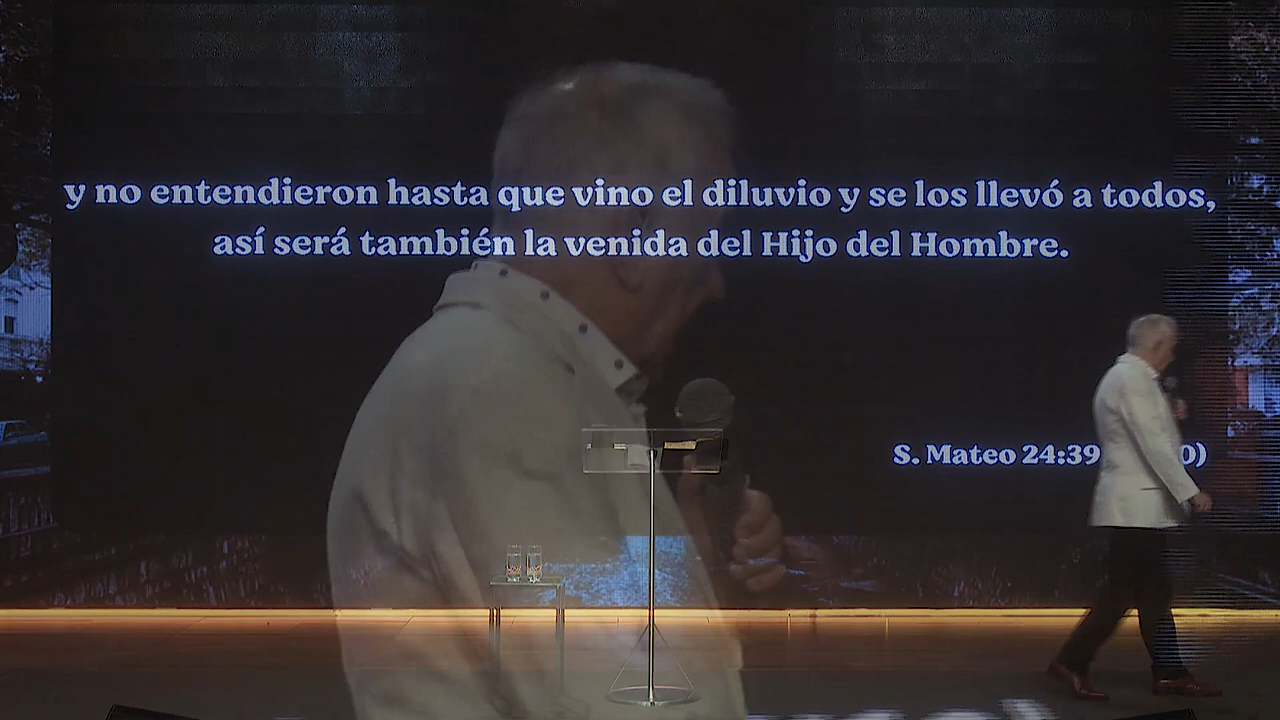 y no entendieron hasta que vino el diluvio y se los llevó a todos,
así será también la venida del Hijo del Hombre.
S. Mateo 24:39